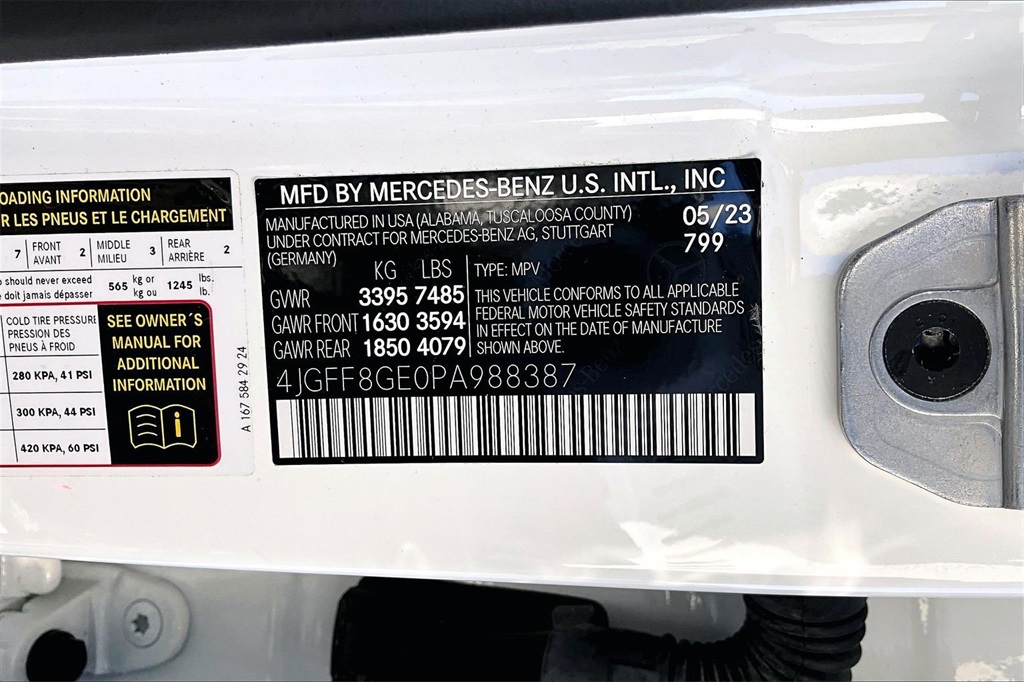 OADING INFORMATION
R LES PNEUS ET LE CHARGEMENT
7 FRONT AVANT 2 MIDDLE MILIEU 3 REAR ARRIÈRE 2
should never exceed 565 kg or 1245 lbs.
doit jamais dépasser kg ou lb.
COLD TIRE PRESSURE
PRESSION DES
PNEUS À FROID
280 KPA, 41 PSI
300 KPA, 44 PSI
420 KPA, 60 PSI
SEE OWNER´S
MANUAL FOR
ADDITIONAL
INFORMATION
i
A 167 584 29 24
MFD BY MERCEDES-BENZ U.S. INTL., INC
MANUFACTURED IN USA (ALABAMA, TUSCALOOSA COUNTY) 05/23
UNDER CONTRACT FOR MERCEDES-BENZ AG, STUTTGART 799
(GERMANY)
KG LBS
GVWR 3395 7485
GAWR FRONT 1630 3594
GAWR REAR 1850 4079
TYPE: MPV
THIS VEHICLE CONFORMS TO ALL APPLICABLE
FEDERAL MOTOR VEHICLE SAFETY STANDARDS
IN EFFECT ON THE DATE OF MANUFACTURE
SHOWN ABOVE.
4JGFF8GE0PA988387